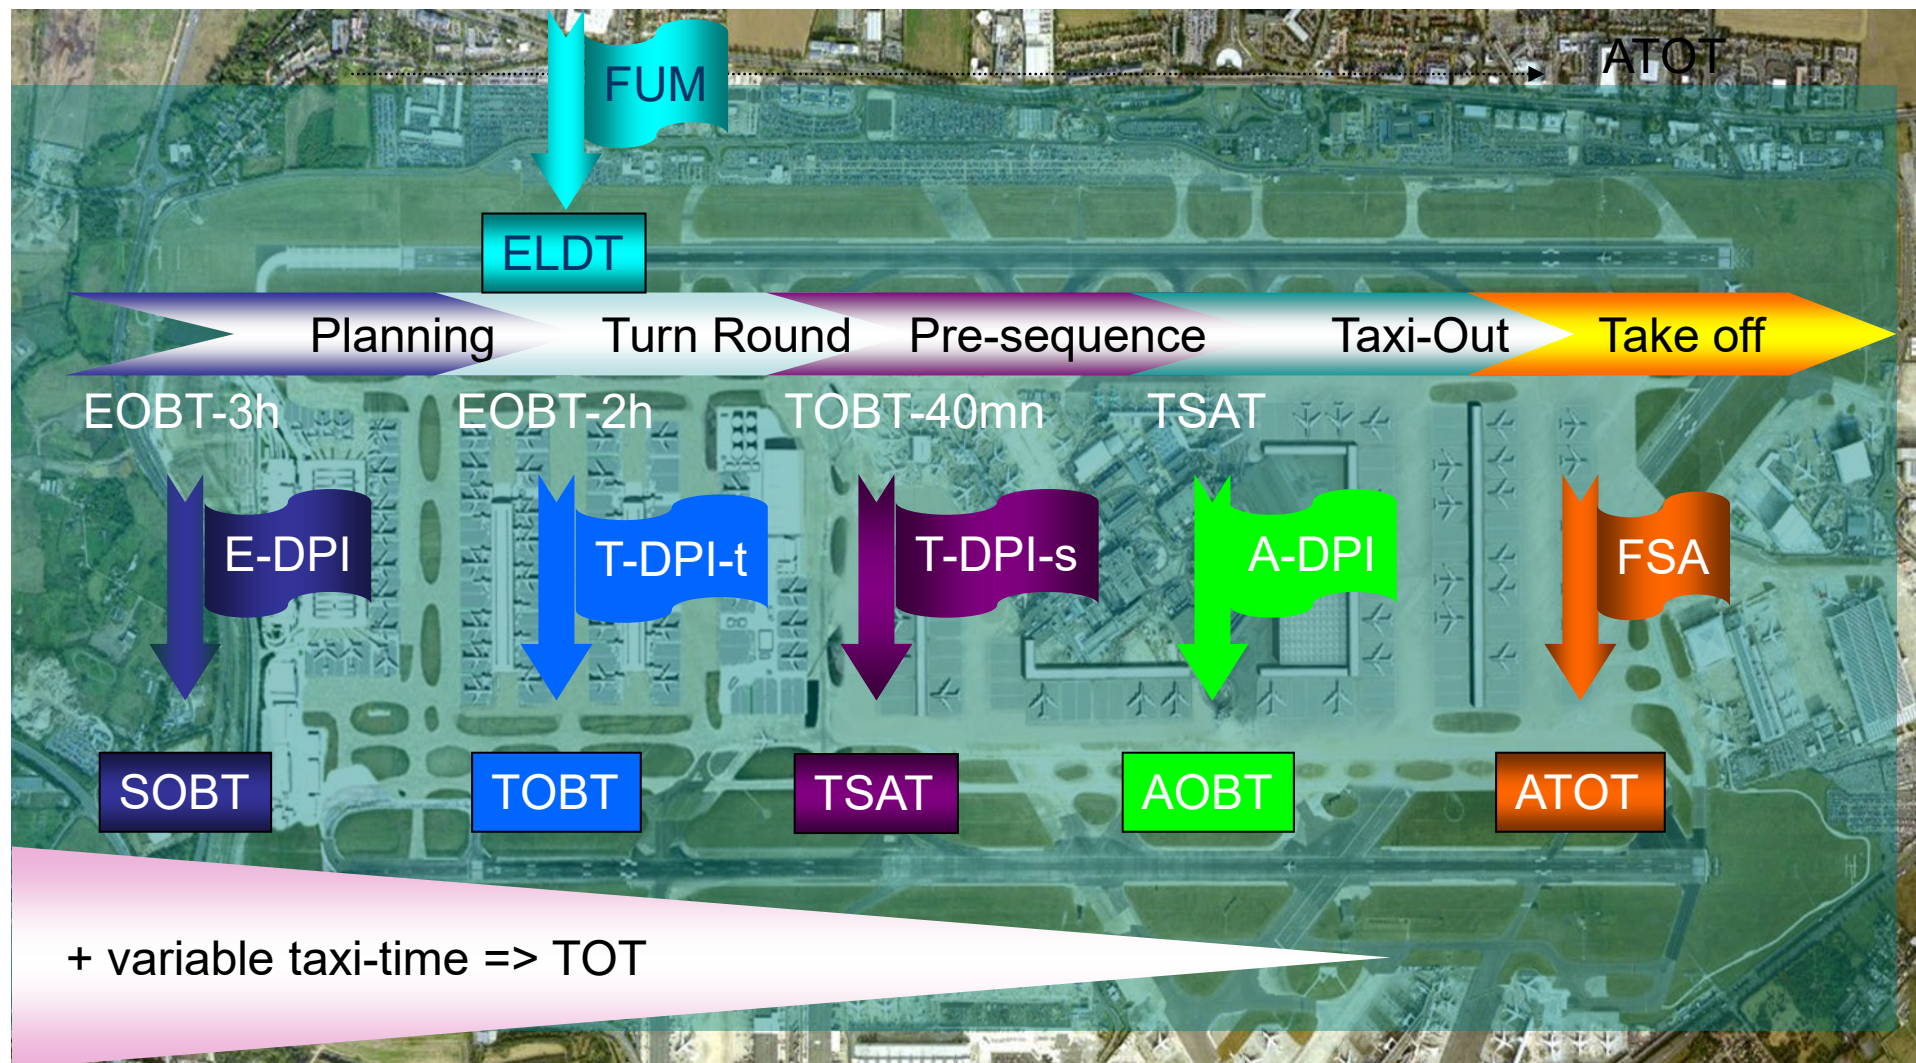 ATOT
FUM
ELDT
Planning
Turn Round
Pre-sequence
Taxi-Out
Take off
EOBT-3h
EOBT-2h
TOBT-40mn
TSAT
E-DPI
T-DPI-t
T-DPI-s
A-DPI
FSA
SOBT
TOBT
TSAT
AOBT
ATOT
+ variable taxi-time => TOT